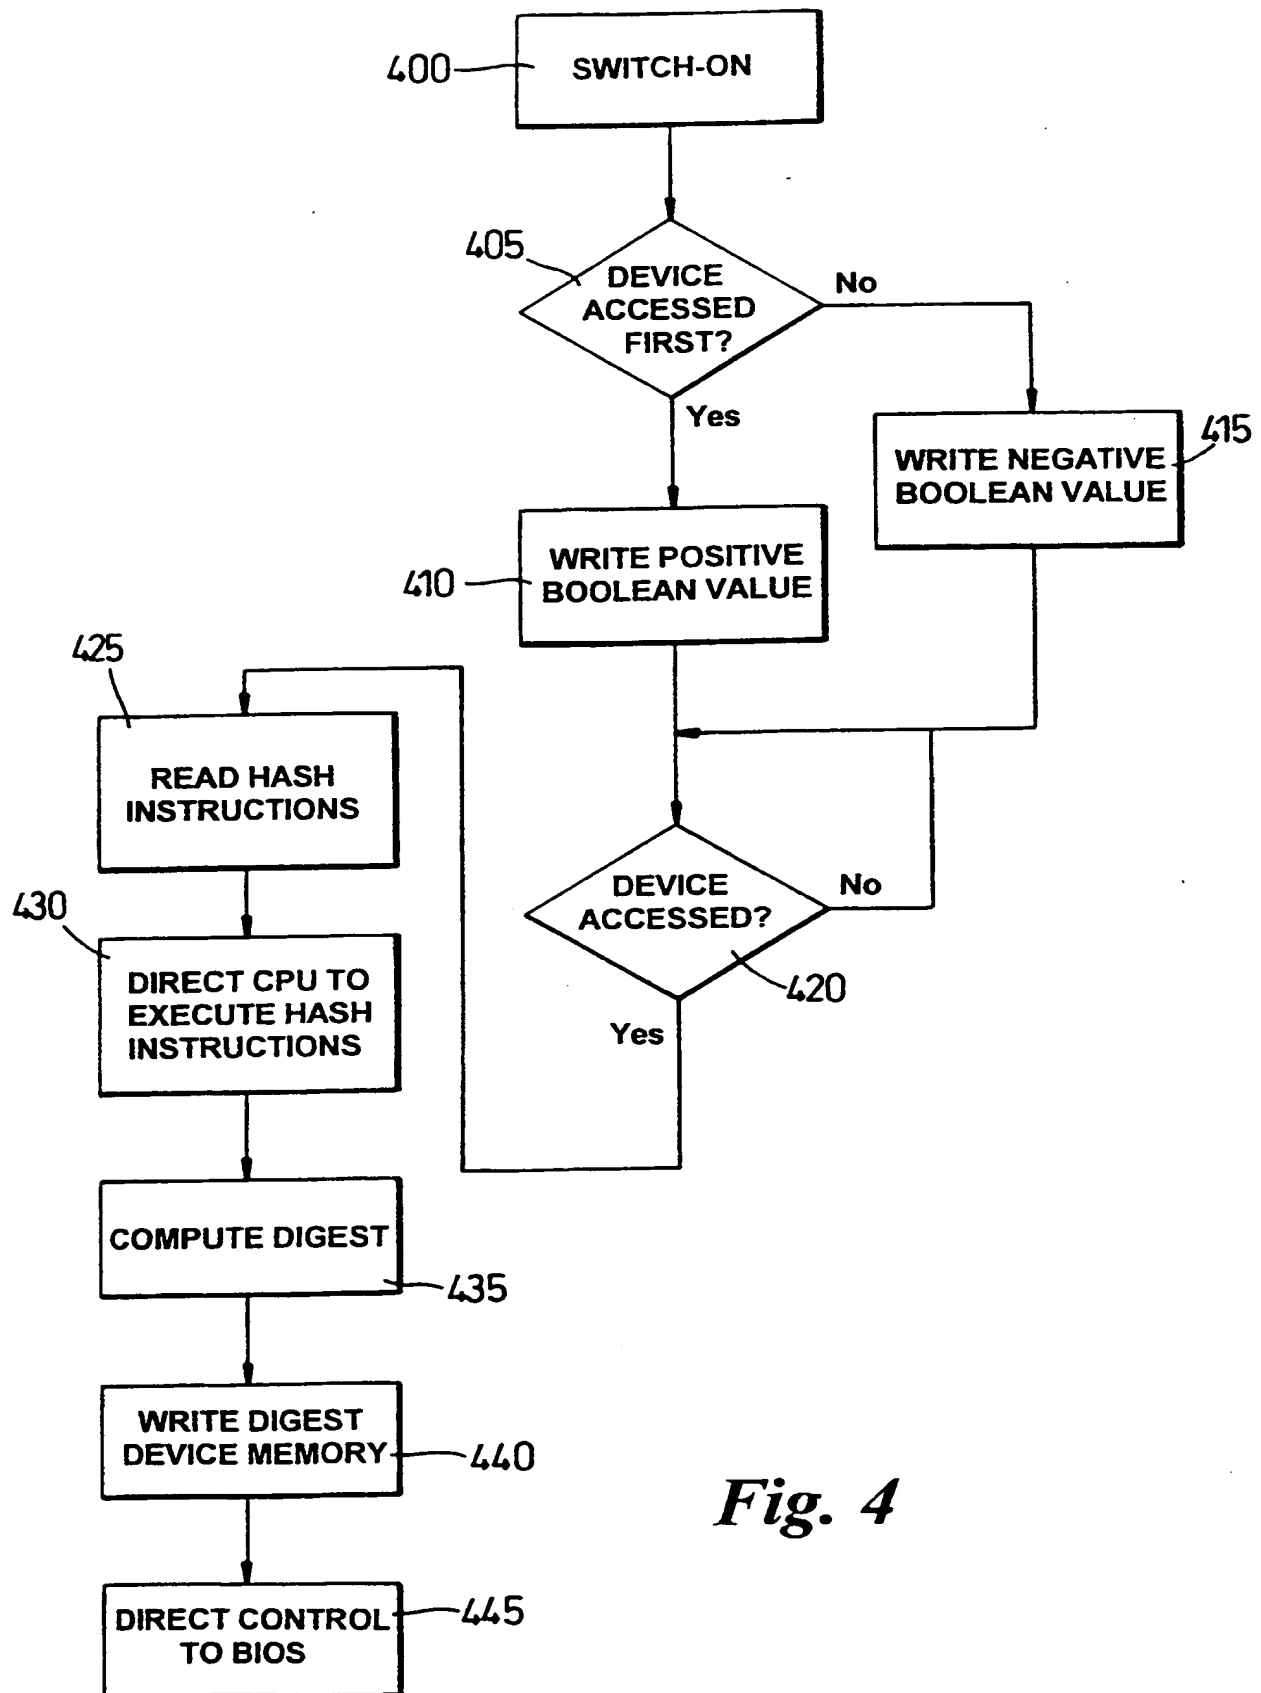 400
SWITCH-ON
405
DEVICE
ACCESSED
FIRST?
No
Yes
WRITE NEGATIVE
BOOLEAN VALUE
415
WRITE POSITIVE
BOOLEAN VALUE
410
425
READ HASH
INSTRUCTIONS
DEVICE
ACCESSED?
No
420
Yes
430
DIRECT CPU TO
EXECUTE HASH
INSTRUCTIONS
COMPUTE DIGEST
435
WRITE DIGEST
DEVICE MEMORY
440
DIRECT CONTROL
TO BIOS
445
Fig. 4